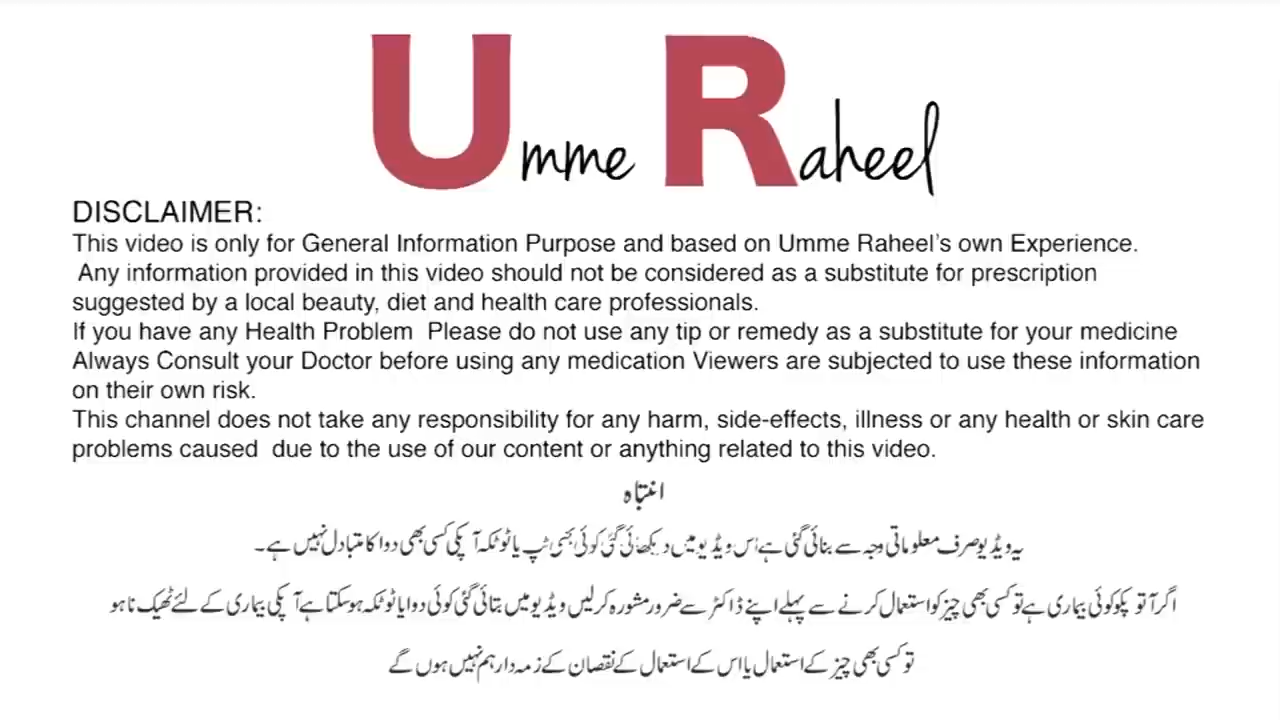 Umme Raheel
DISCLAIMER:
This video is only for General Information Purpose and based on Umme Raheel's own Experience.
Any information provided in this video should not be considered as a substitute for prescription
suggested by a local beauty, diet and health care professionals.
If you have any Health Problem Please do not use any tip or remedy as a substitute for your medicine
Always Consult your Doctor before using any medication Viewers are subjected to use these information
on their own risk.
This channel does not take any responsibility for any harm, side-effects, illness or any health or skin care
problems caused due to the use of our content or anything related to this video.
انتباہ
یہ ویڈیو صرف معلوماتی وجہ سے بنائی گئی ہے اس ویڈیو میں دیکھائی گئی کوئی بھی ٹپ یا ٹوٹکہ آپکی کسی بھی دوا کا متبادل نہیں ہے۔
اگر آتو پکو کوئی بیماری ہے تو کسی بھی چیز کو استعمال کرنے سے پہلے اپنے ڈاکٹر سے ضرور مشورہ کرلیں ویڈیو میں بتائی گئی کوئی دوا یا ٹوٹکہ ہوسکتا ہے آپکی بیماری کے لئے ٹھیک نا ہو
تو کسی بھی چیز کے استعمال یا اس کے استعمال کے نقصان کے زمہ دار ہم نہیں ہوں گے